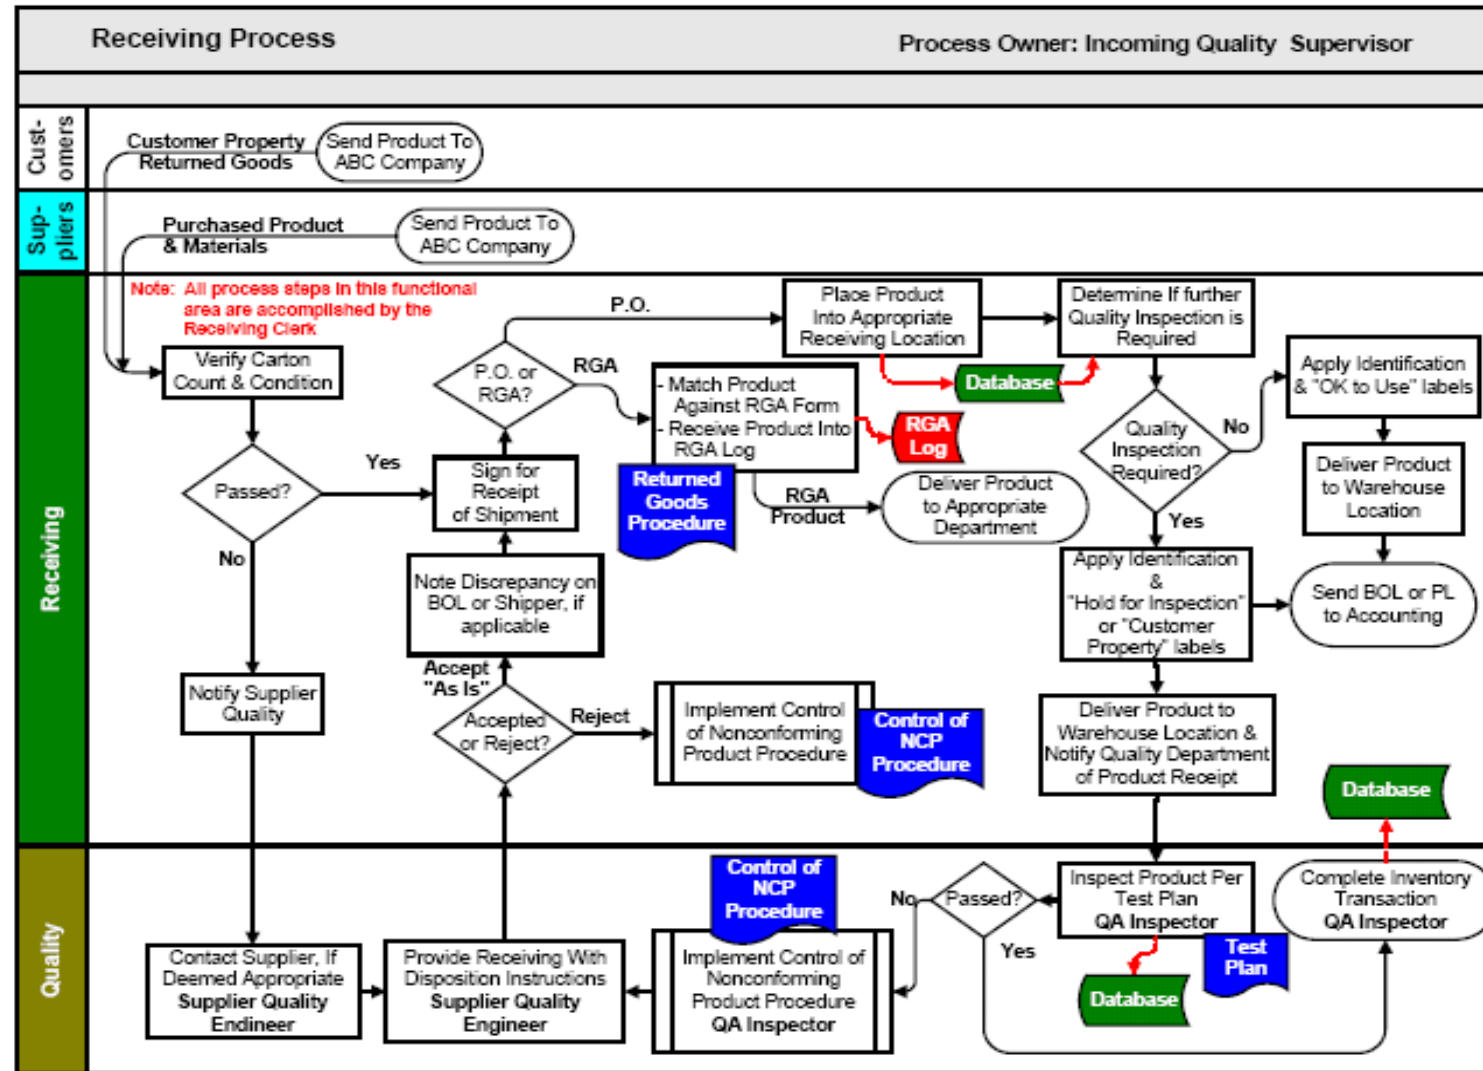 Receiving Process
Process Owner: Incoming Quality Supervisor
Cust-
omers
Customer Property
Returned Goods
Send Product To
ABC Company
Sup-
pliers
Purchased Product
& Materials
Send Product To
ABC Company
Receiving
Note: All process steps in this functional
area are accomplished by the
Receiving Clerk
Verify Carton
Count & Condition
Passed?
Yes
No
Notify Supplier
Quality
P.O. or
RGA?
P.O.
RGA
Sign for
Receipt
of Shipment
Note Discrepancy on
BOL or Shipper, if
applicable
Accept
"As Is"
Accepted
or Reject?
Reject
Implement Control
of Nonconforming
Product Procedure
Control of
NCP
Procedure
- Match Product
Against RGA Form
- Receive Product Into
RGA Log
Returned
Goods
Procedure
RGA
Log
RGA
Product
Deliver Product
to Appropriate
Department
Place Product
Into Appropriate
Receiving Location
Database
Determine If further
Quality Inspection is
Required
Quality
Inspection
Required?
No
Yes
Apply Identification
& "OK to Use" labels
Deliver Product
to Warehouse
Location
Send BOL or PL
to Accounting
Apply Identification
&
"Hold for Inspection"
or "Customer
Property" labels
Deliver Product to
Warehouse Location &
Notify Quality Department
of Product Receipt
Database
Quality
Contact Supplier, If
Deemed Appropriate
Supplier Quality
Endineer
Provide Receiving With
Disposition Instructions
Supplier Quality
Engineer
Control of
NCP
Procedure
Implement Control of
Nonconforming
Product Procedure
QA Inspector
No
Passed?
Yes
Inspect Product Per
Test Plan
QA Inspector
Test
Plan
Database
Complete Inventory
Transaction
QA Inspector